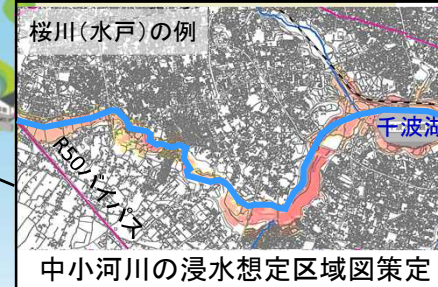 桜川（水戸）の例
千波湖
R50バイパス
中小河川の浸水想定区域図策定